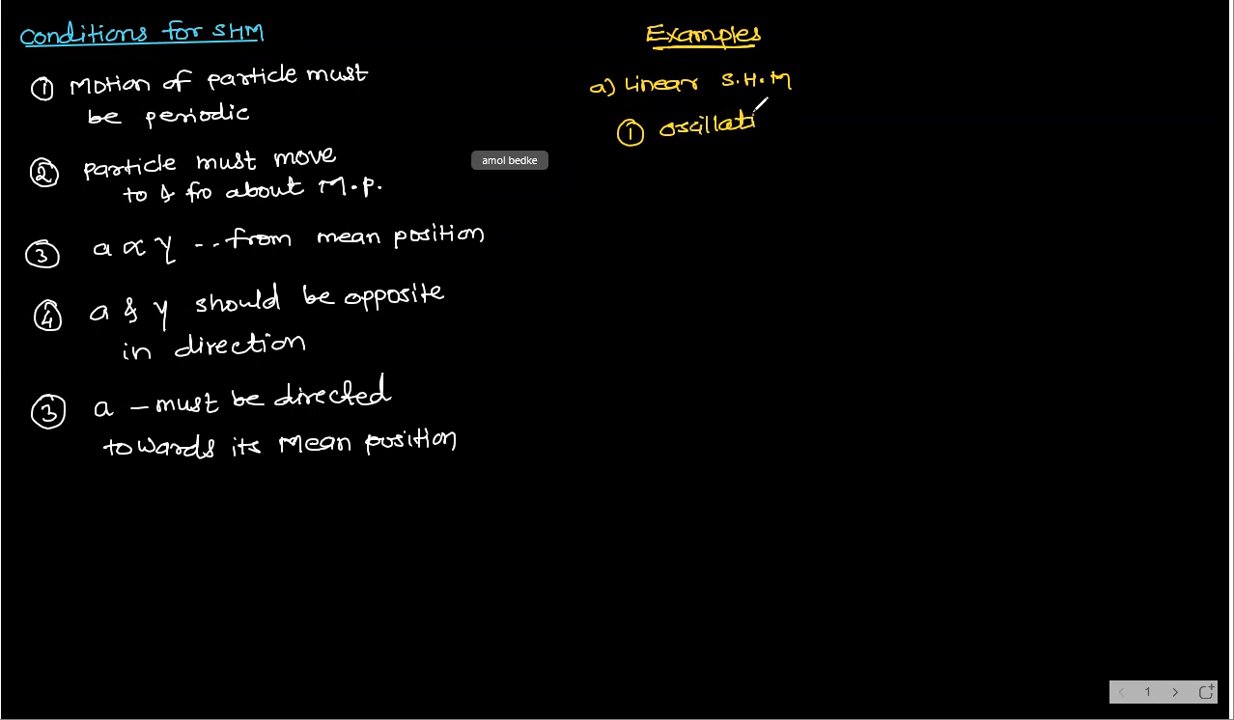 Conditions for SHM
① Motion of particle must
be periodic
② particle must move
to & fro about M.p.
③ a ∝ y -- from mean position
④ a & y should be opposite
in direction
③ a – must be directed
towards its Mean position
amol bedke
Examples
a) Linear S.H.M
① oscillati
1